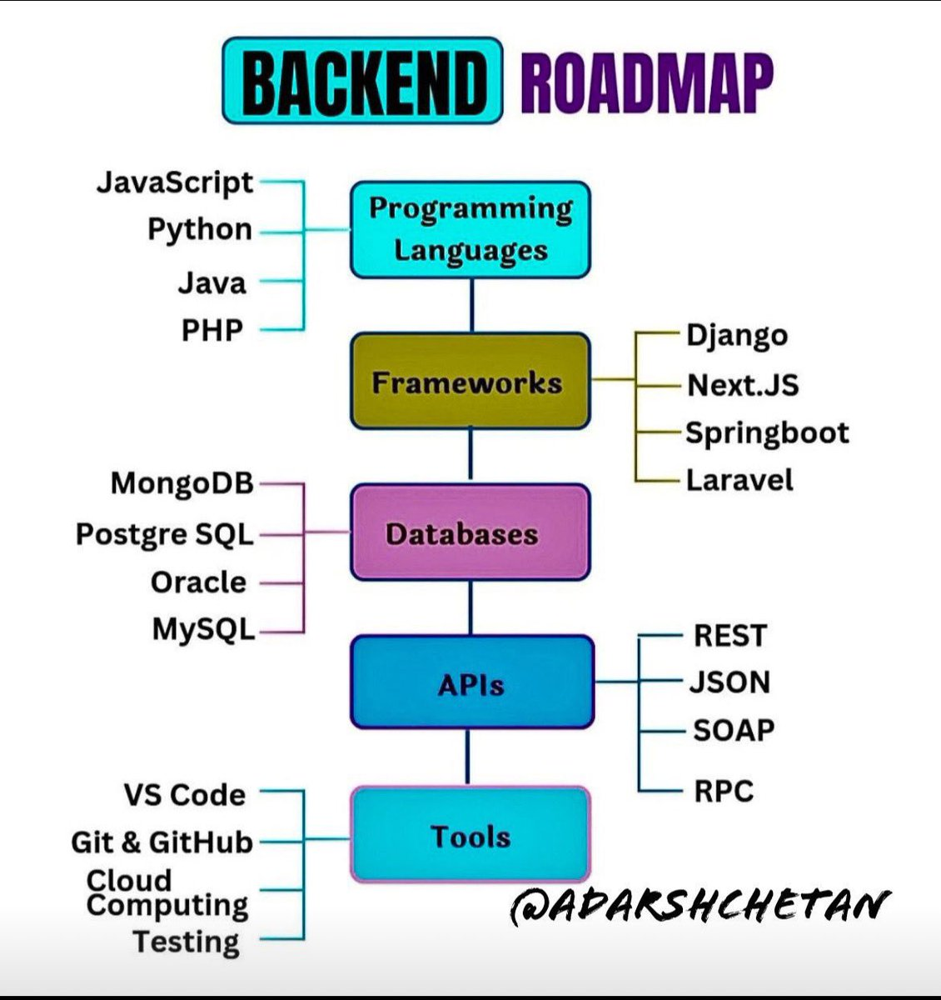 BACKEND ROADMAP
JavaScript
Python
Java
PHP
Programming
Languages
Frameworks
Django
Next.JS
Springboot
Laravel
MongoDB
Postgre SQL
Oracle
MySQL
Databases
APIs
REST
JSON
SOAP
RPC
VS Code
Git & GitHub
Cloud
Computing
Testing
Tools
@ADARSHCHETAN